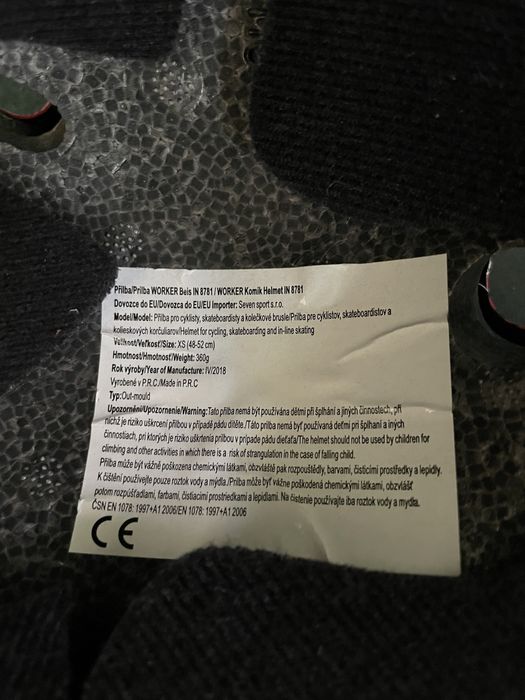 Přilba/Prilba WORKER Beis IN 8781 / WORKER Komik Helmet IN 8781
Dovozce do EU/Dovozca do EU/EU Importer: Seven sport s.r.o.
Model/Model: Přilba pro cyklisty, skateboardisty a kolečkové brusle/Prilba pre cyklistov, skateboardistov a
kolieskových korčuliarov/Helmet for cycling, skateboarding and in-line skating
Velikost/Veľkosť/Size: XS (48-52 cm)
Hmotnost/Hmotnosť/Weight: 360g
Rok výroby/Year of Manufacture: IV/2018
Vyrobené v P.R.C./Made in P.R.C
Typ:Out-mould
Upozornění/Upozornenie/Warning:Tato přilba nemá být používána dětmi při šplhání a jiných činnostech, při
nichž je riziko uškrcení přilbou v případě pádu dítěte./Táto prilba nemá byť používaná deťmi pri šplhaní a iných
činnostiach, pri ktorých je riziko uškrtenia prilbou v prípade pádu dieťaťa/The helmet should not be used by children for
climbing and other activities in which there is a risk of strangulation in the case of falling child.
Přilba může být vážně poškozena chemickými látkami, obzvláště pak rozpouštědly, barvami, čisticími prostředky a lepidly.
K čištění používejte pouze roztok vody a mýdla./Prilba môže byť vážne poškodená chemickými látkami, obzvlášť
potom rozpúšťadlami, farbami, čistiacimi prostriedkami a lepidlami. Na čistenie používajte iba roztok vody a mydla.
ČSN EN 1078: 1997+A1 2006/EN 1078: 1997+A1 2006
CE